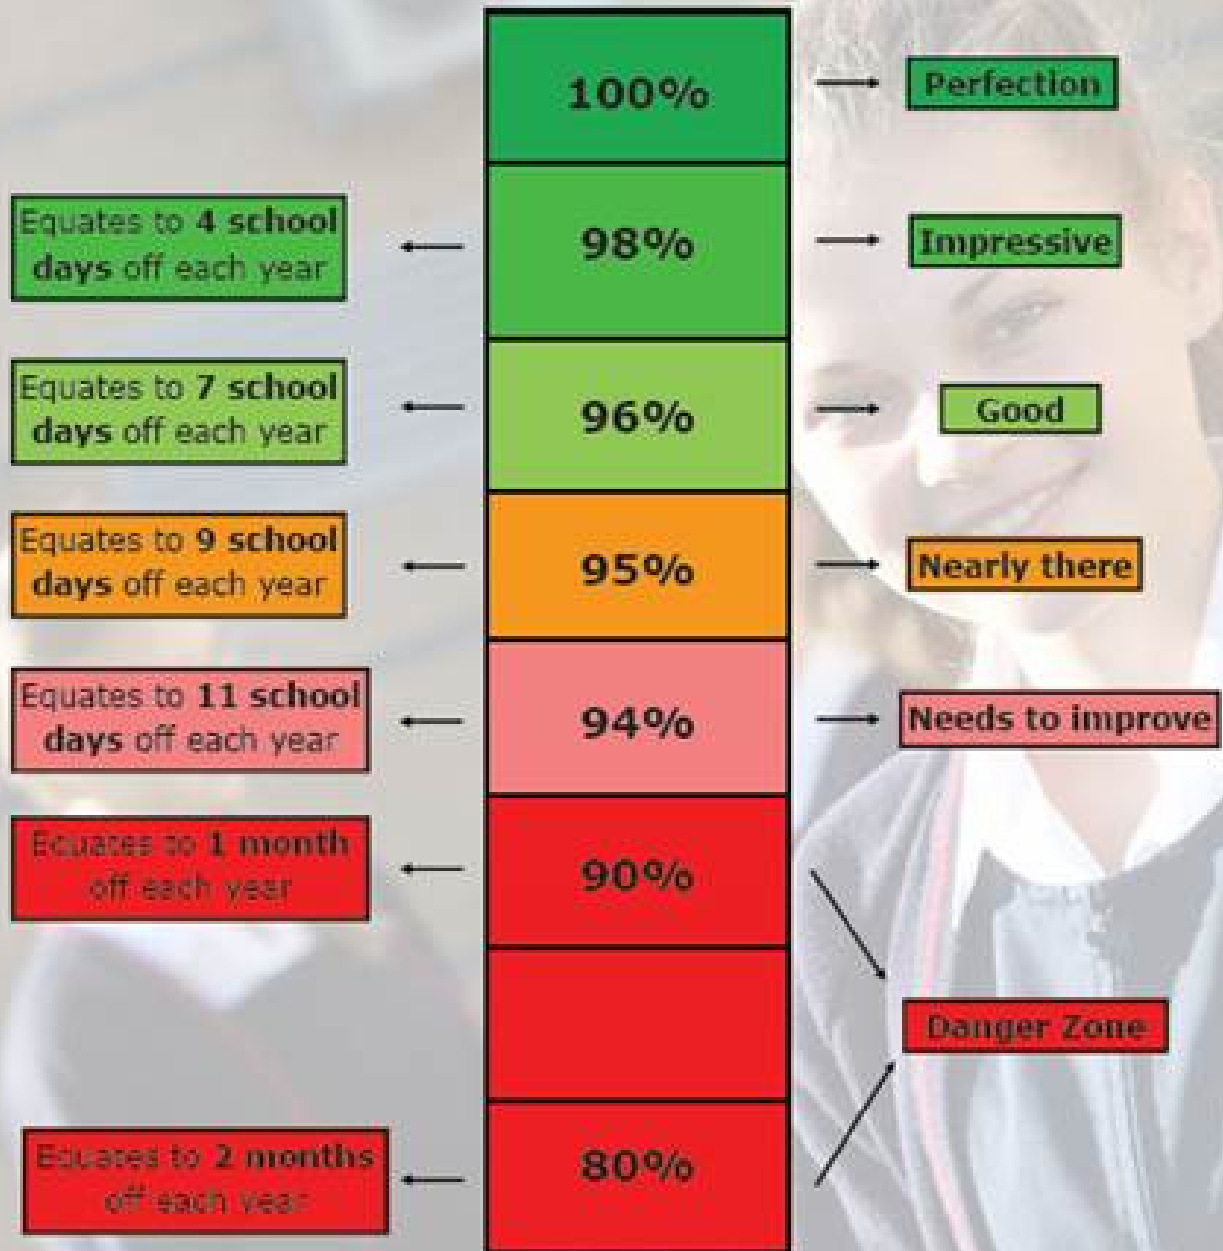 100%
Perfection
Equates to 4 school
days off each year
98%
Impressive
Equates to 7 school
days off each year
96%
Good
Equates to 9 school
days off each year
95%
Nearly there
Equates to 11 school
days off each year
94%
Needs to improve
Equates to 1 month
off each year
90%
Danger Zone
Equates to 2 months
off each year
80%